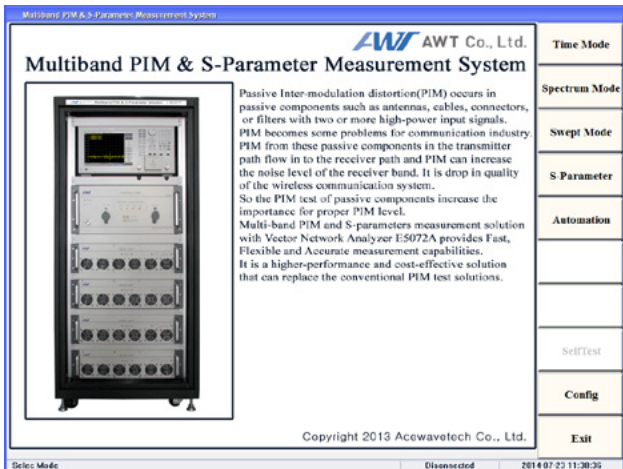 Multiband PIM & S-Parameter Measurement System
AWT AWT Co., Ltd.
Multiband PIM & S-Parameter Measurement System
Passive Inter-modulation distortion(PIM) occurs in
passive components such as antennas, cables, connectors,
or filters with two or more high-power input signals.
PIM becomes some problems for communication industry.
PIM from these passive components in the transmitter
path flow in to the receiver path and PIM can increase
the noise level of the receiver band. It is drop in quality
of the wireless communication system.
So the PIM test of passive components increase the
importance for proper PIM level.
Multi-band PIM and S-parameters measurement solution
with Vector Network Analyzer E5072A provides Fast,
Flexible and Accurate measurement capabilities.
It is a higher-performance and cost-effective solution
that can replace the conventional PIM test solutions.
Copyright 2013 Acewavetech Co., Ltd.
Time Mode
Spectrum Mode
Swept Mode
S-Parameter
Automation
SelfTest
Config
Exit
Selec Mode
Disconnected
2014-07-23 11:30:36